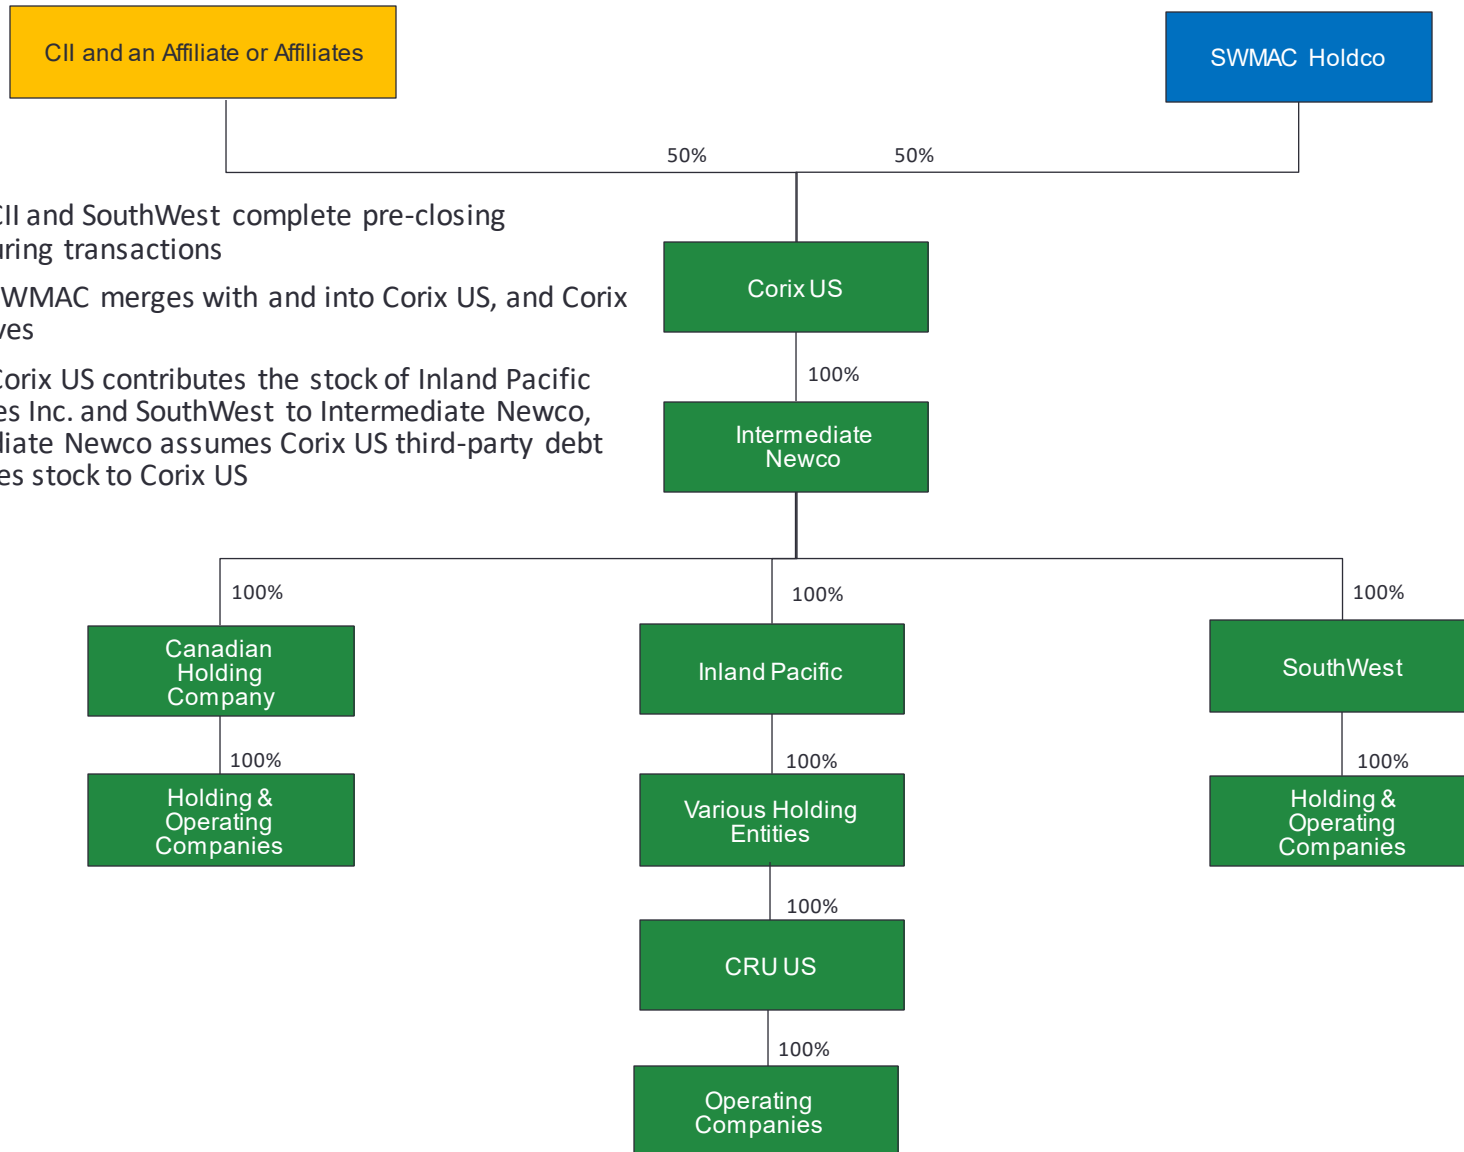 CII and an Affiliate or Affiliates
SWMAC Holdco
50%
50%
CII and SouthWest complete pre-closing
uring transactions
WMAC merges with and into Corix US, and Corix
ves
Corix US contributes the stock of Inland Pacific
es Inc. and SouthWest to Intermediate Newco,
diate Newco assumes Corix US third-party debt
es stock to Corix US
Corix US
100%
Intermediate
Newco
100%
100%
100%
Canadian
Holding
Company
Inland Pacific
SouthWest
100%
100%
100%
Holding &
Operating
Companies
Various Holding
Entities
Holding &
Operating
Companies
100%
CRU US
100%
Operating
Companies